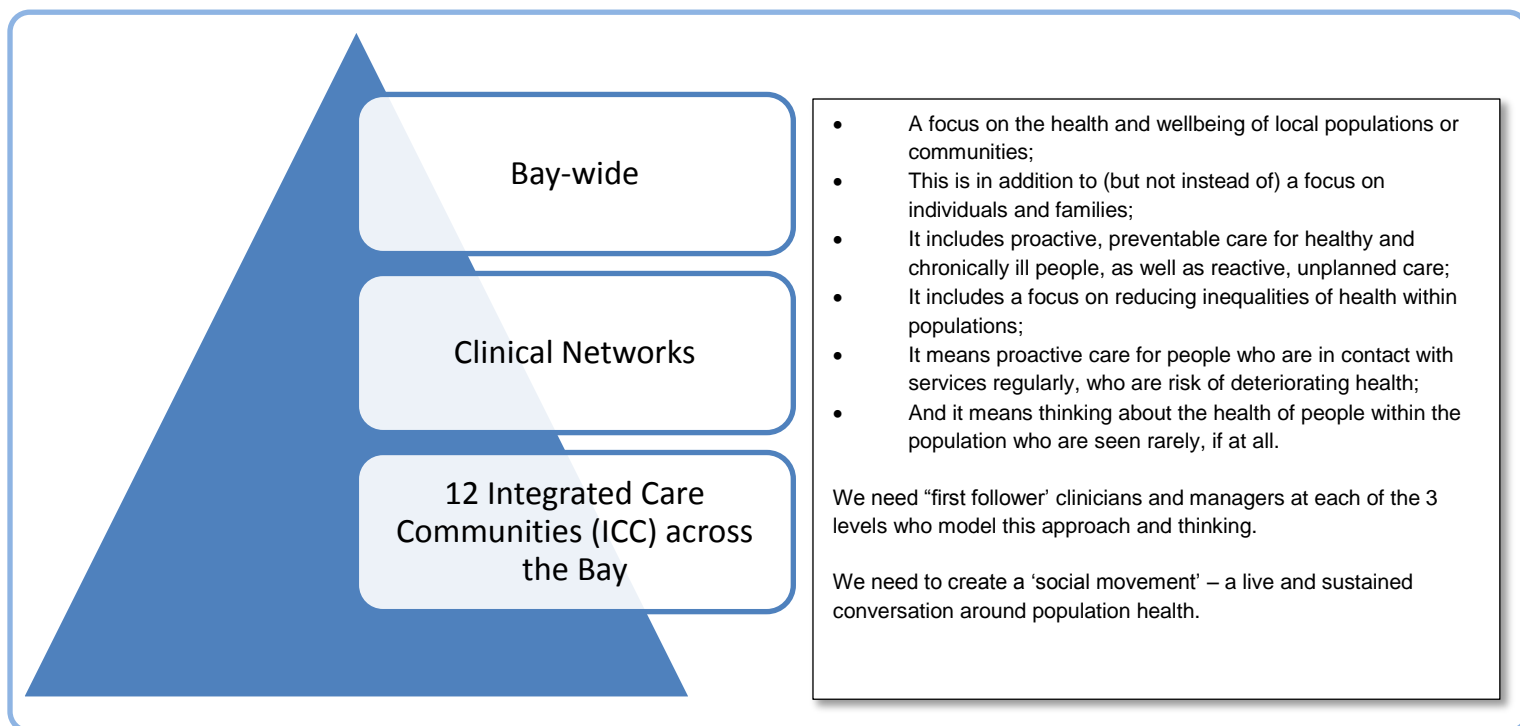 Bay-wide
Clinical Networks
12 Integrated Care
Communities (ICC) across
the Bay
• A focus on the health and wellbeing of local populations or
communities;
• This is in addition to (but not instead of) a focus on
individuals and families;
• It includes proactive, preventable care for healthy and
chronically ill people, as well as reactive, unplanned care;
• It includes a focus on reducing inequalities of health within
populations;
• It means proactive care for people who are in contact with
services regularly, who are risk of deteriorating health;
• And it means thinking about the health of people within the
population who are seen rarely, if at all.
We need “first follower’ clinicians and managers at each of the 3
levels who model this approach and thinking.
We need to create a ‘social movement’ – a live and sustained
conversation around population health.